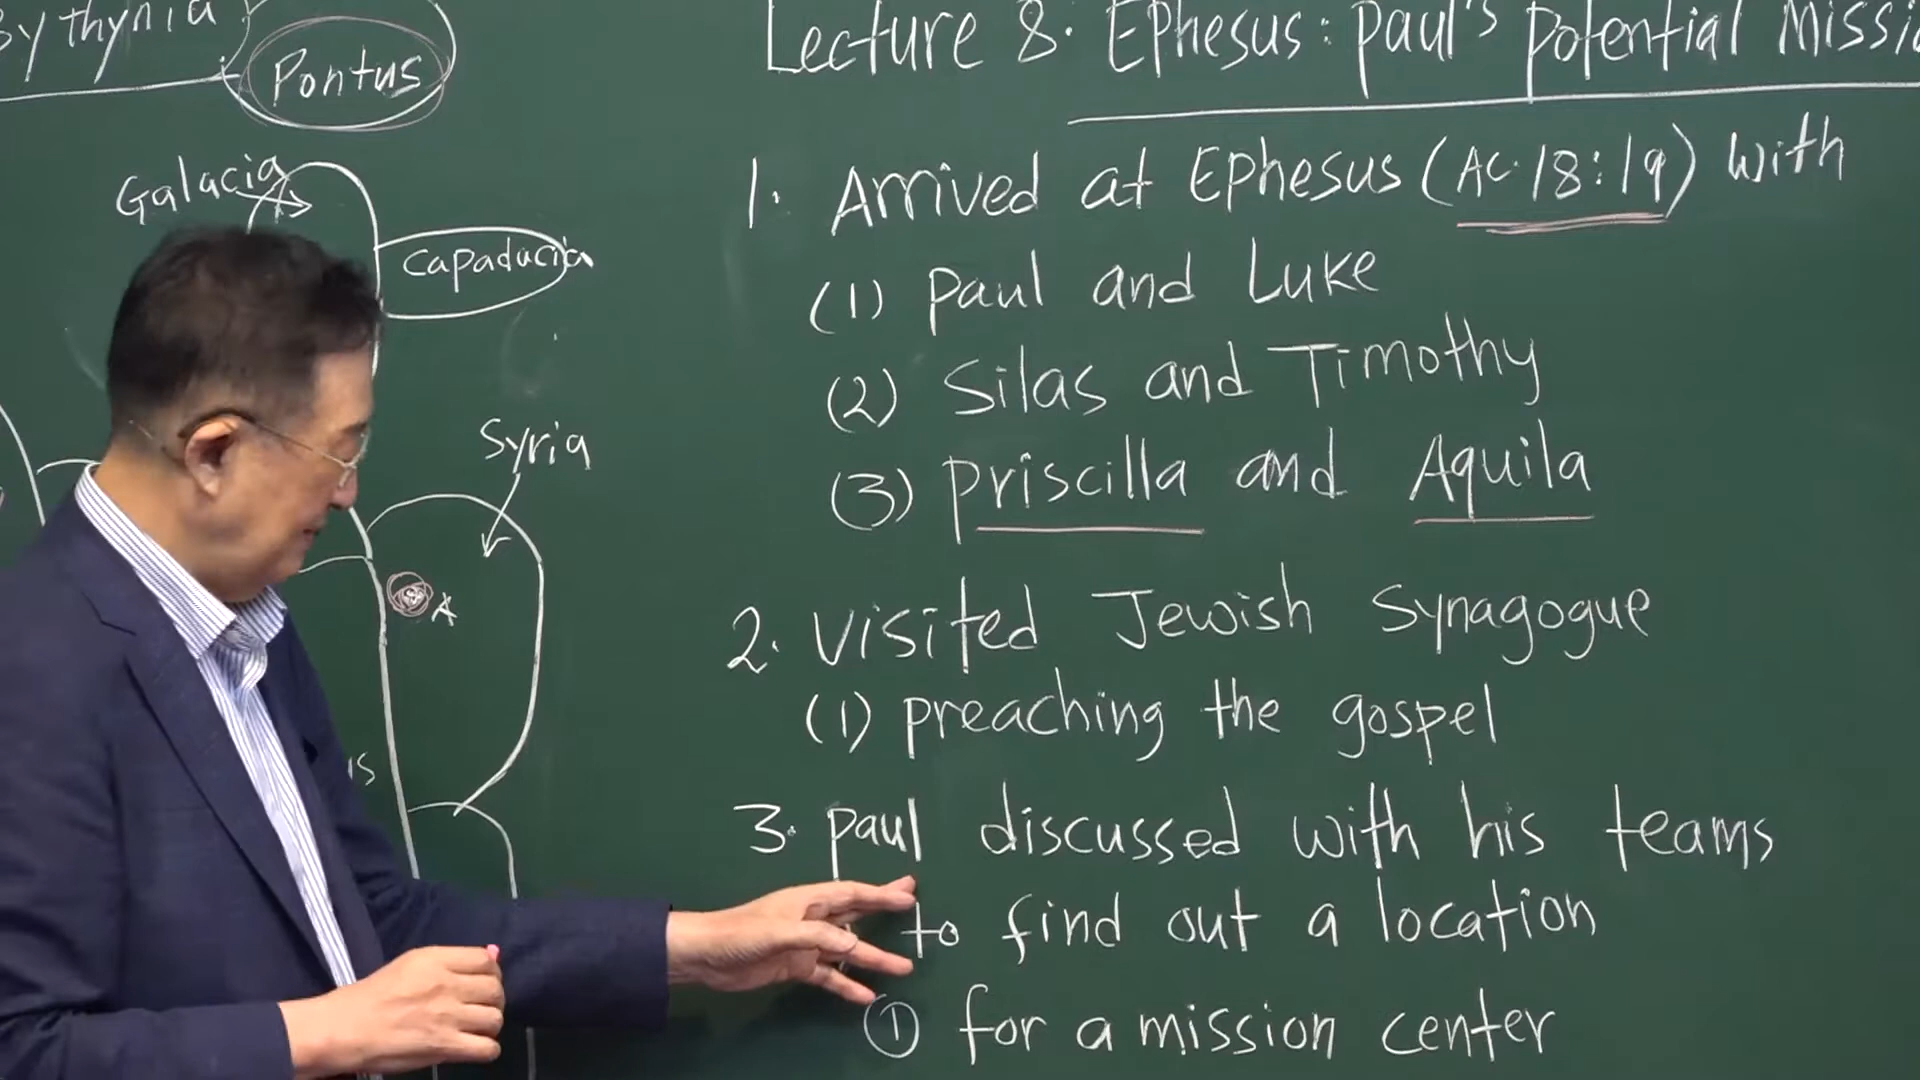 Bythynia
Pontus
Galacia
Capadacia
Syria
A
Lecture 8. Ephesus: Paul's Potential
1. Arrived at Ephesus (AC. 18:19) with
(1) Paul and Luke
(2) Silas and Timothy
(3) Priscilla and Aquila
2. Visited Jewish Synagogue
(1) preaching the gospel
3. Paul discussed with his teams
to find out a location
① for a mission center